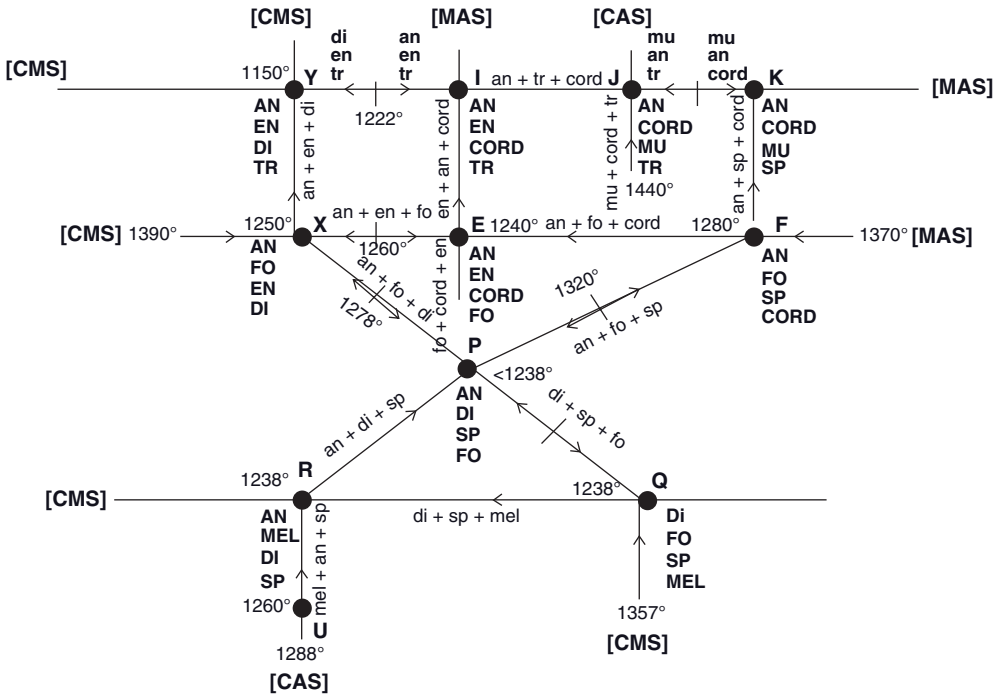 [CMS] [MAS] [CAS]
di an mu mu
en en an an
tr tr tr cord
[CMS] 1150° Y I an + tr + cord J K [MAS]
1222°
AN
EN
DI
TR
an + en + di
AN
EN
CORD
TR
en + an + cord
AN
CORD
MU
TR
mu + cord + tr
1440°
AN
CORD
MU
SP
an + sp + cord
[CMS] 1390° 1250° X an + en + fo E 1240° an + fo + cord 1280° F 1370° [MAS]
1260°
AN
FO
EN
DI
AN
EN
CORD
FO
fo + cord + en
AN
FO
SP
CORD
an + fo + di
1278°
1320°
an + fo + sp
P
<1238°
AN
DI
SP
FO
an + di + sp
di + sp + fo
[CMS] 1238° R 1238° Q
di + sp + mel
AN
MEL
DI
SP
mel + an + sp
Di
FO
SP
MEL
1260°
U
1288°
[CAS]
1357°
[CMS]